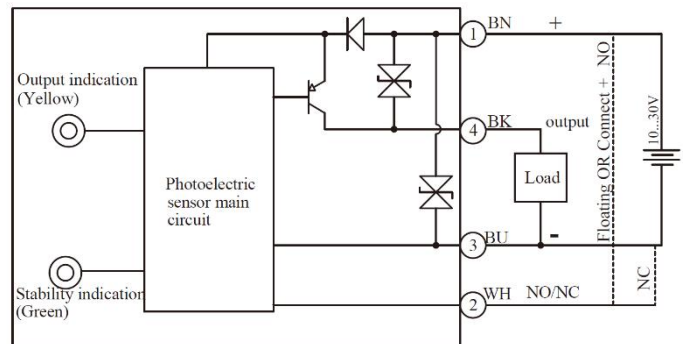 1 BN +
Output indication
(Yellow)
4 BK output
Photoelectric
sensor main
circuit
Load
Floating OR Connect + NO
10...30V
3 BU -
Stability indication
(Green)
2 WH NO/NC
NC